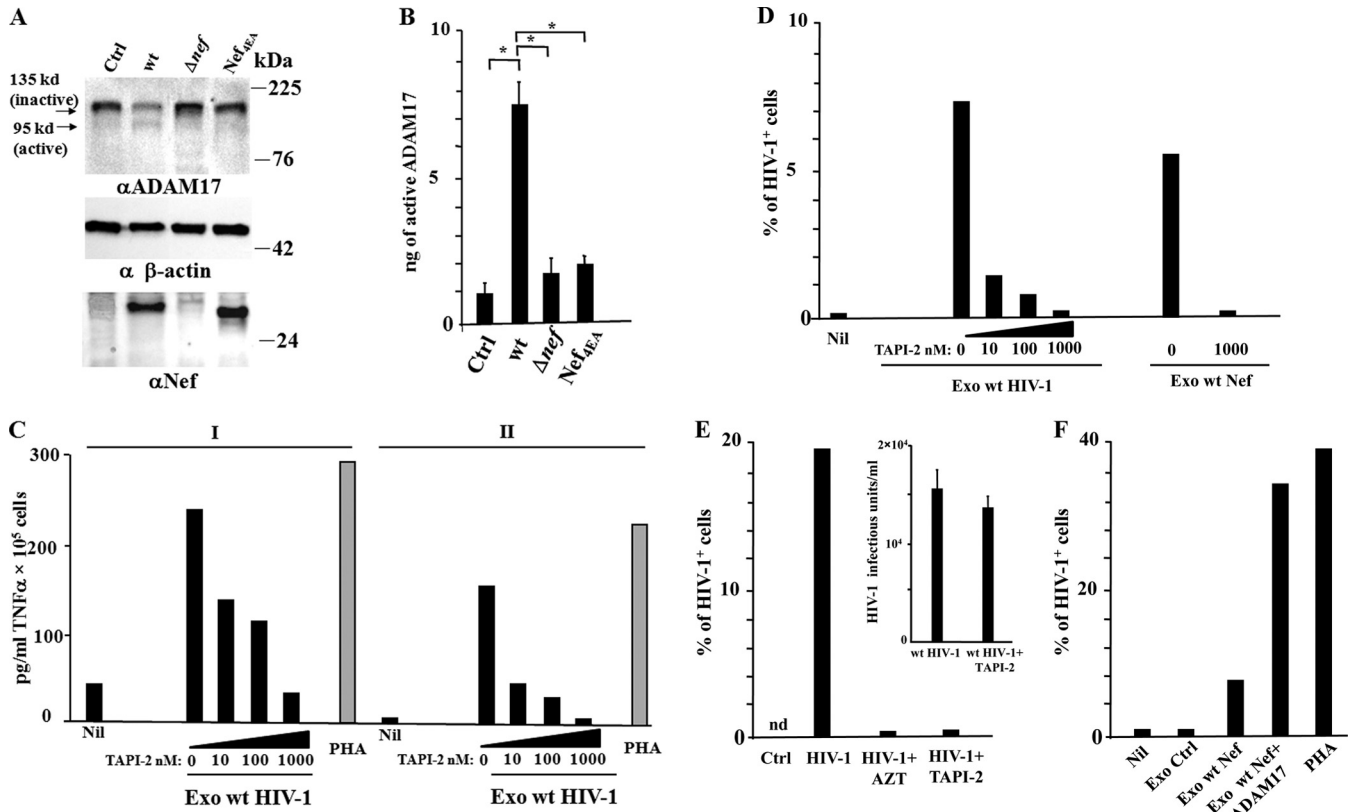 A
Ctrl wt Δnef Nef4EA kDa
135 kd
(inactive)
95 kd
(active)
225
76
αADAM17
42
α β-actin
24
αNef
B
ng of active ADAM17
10
5
0
* * *
Ctrl wt Δnef Nef4EA
C
I II
pg/ml TNFα × 10⁵ cells
300
200
100
0
Nil
TAPI-2 nM: 0 10 100 1000
PHA
Exo wt HIV-1
Nil
TAPI-2 nM: 0 10 100 1000
PHA
Exo wt HIV-1
D
% of HIV-1⁺ cells
10
5
0
Nil
TAPI-2 nM: 0 10 100 1000
0 1000
Exo wt HIV-1 Exo wt Nef
E
% of HIV-1⁺ cells
20
10
0
nd
Ctrl HIV-1 HIV-1+ HIV-1+
AZT TAPI-2
HIV-1 infectious units/ml
2×10⁴
10⁴
0
wt HIV-1 wt HIV-1+
TAPI-2
F
% of HIV-1⁺ cells
40
20
0
Nil
Exo Ctrl
Exo wt Nef
Exo wt Nef+
ADAM17
PHA